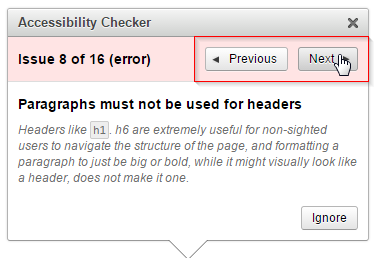 Accessibility Checker
Issue 8 of 16 (error)
Previous
Next
Paragraphs must not be used for headers
Headers like h1. h6 are extremely useful for non-sighted
users to navigate the structure of the page, and formatting a
paragraph to just be big or bold, while it might visually look like
a header, does not make it one.
Ignore